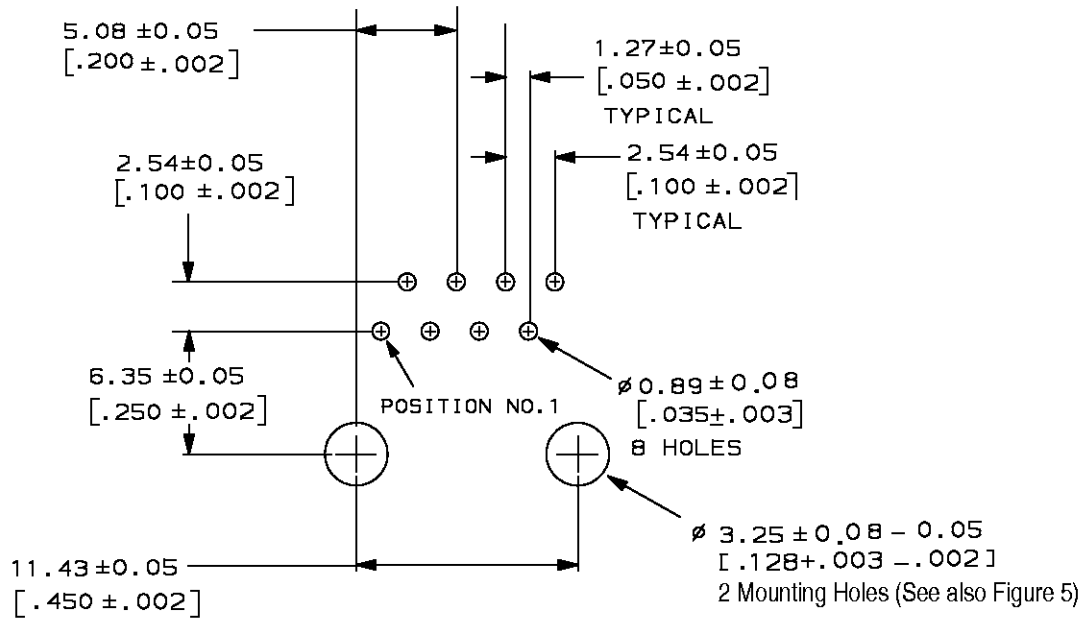 5.08 ±0.05
[.200 ±.002]
1.27±0.05
[.050 ±.002]
TYPICAL
2.54±0.05
[.100 ±.002]
2.54±0.05
[.100 ±.002]
TYPICAL
6.35 ±0.05
[.250 ±.002]
POSITION NO.1
ø0.89±0.08
[.035±.003]
8 HOLES
ø 3.25±0.08-0.05
[.128+.003 -.002]
2 Mounting Holes (See also Figure 5)
11.43±0.05
[.450 ±.002]